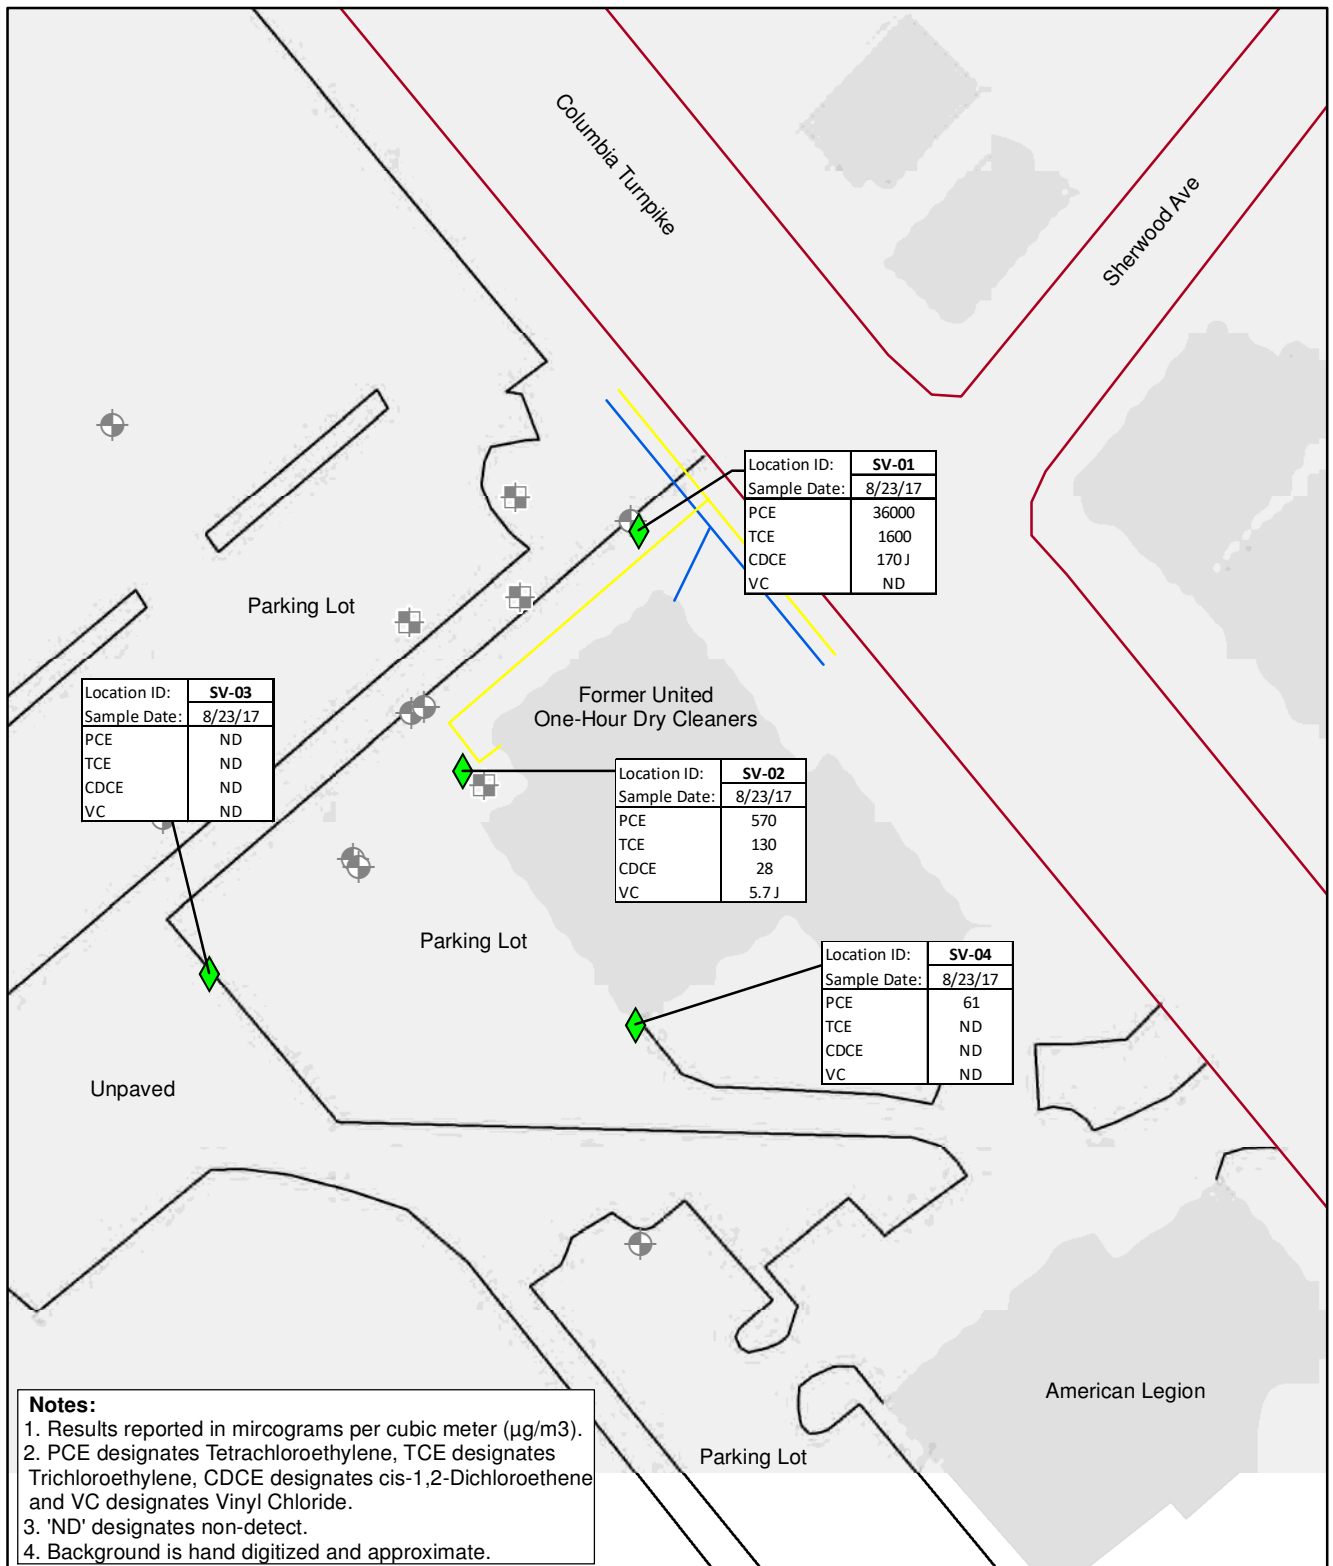 Columbia Turnpike
Sherwood Ave
Location ID: SV-01
Sample Date: 8/23/17
PCE 36000
TCE 1600
CDCE 170 J
VC ND
Parking Lot
Location ID: SV-03
Sample Date: 8/23/17
PCE ND
TCE ND
CDCE ND
VC ND
Former United
One-Hour Dry Cleaners
Location ID: SV-02
Sample Date: 8/23/17
PCE 570
TCE 130
CDCE 28
VC 5.7 J
Parking Lot
Location ID: SV-04
Sample Date: 8/23/17
PCE 61
TCE ND
CDCE ND
VC ND
Unpaved
American Legion
Parking Lot
Notes:
1. Results reported in mircograms per cubic meter (µg/m3).
2. PCE designates Tetrachloroethylene, TCE designates
Trichloroethylene, CDCE designates cis-1,2-Dichloroethene
and VC designates Vinyl Chloride.
3. 'ND' designates non-detect.
4. Background is hand digitized and approximate.